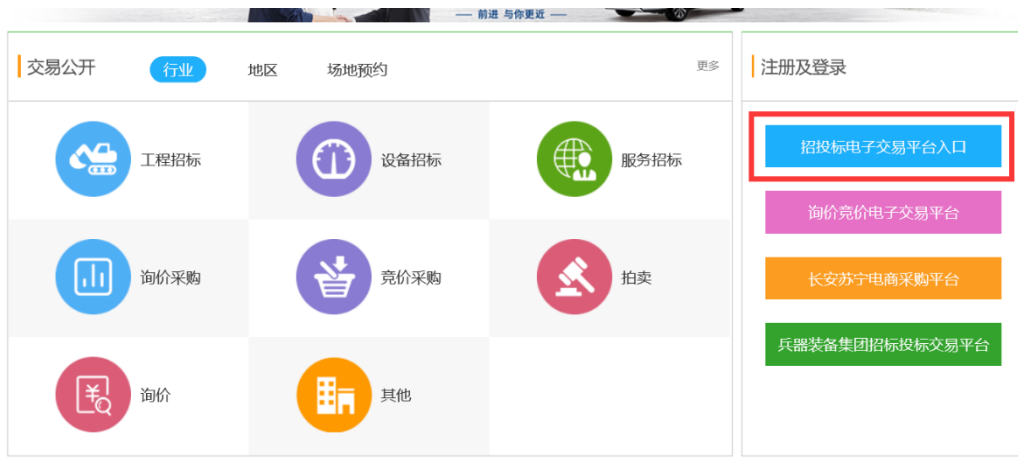 — 前进 与你更近 —
交易公开 行业 地区 场地预约 更多
工程招标 设备招标 服务招标
询价采购 竞价采购 拍卖
询价 其他
注册及登录
招投标电子交易平台入口
询价竞价电子交易平台
长安苏宁电商采购平台
兵器装备集团招标投标交易平台